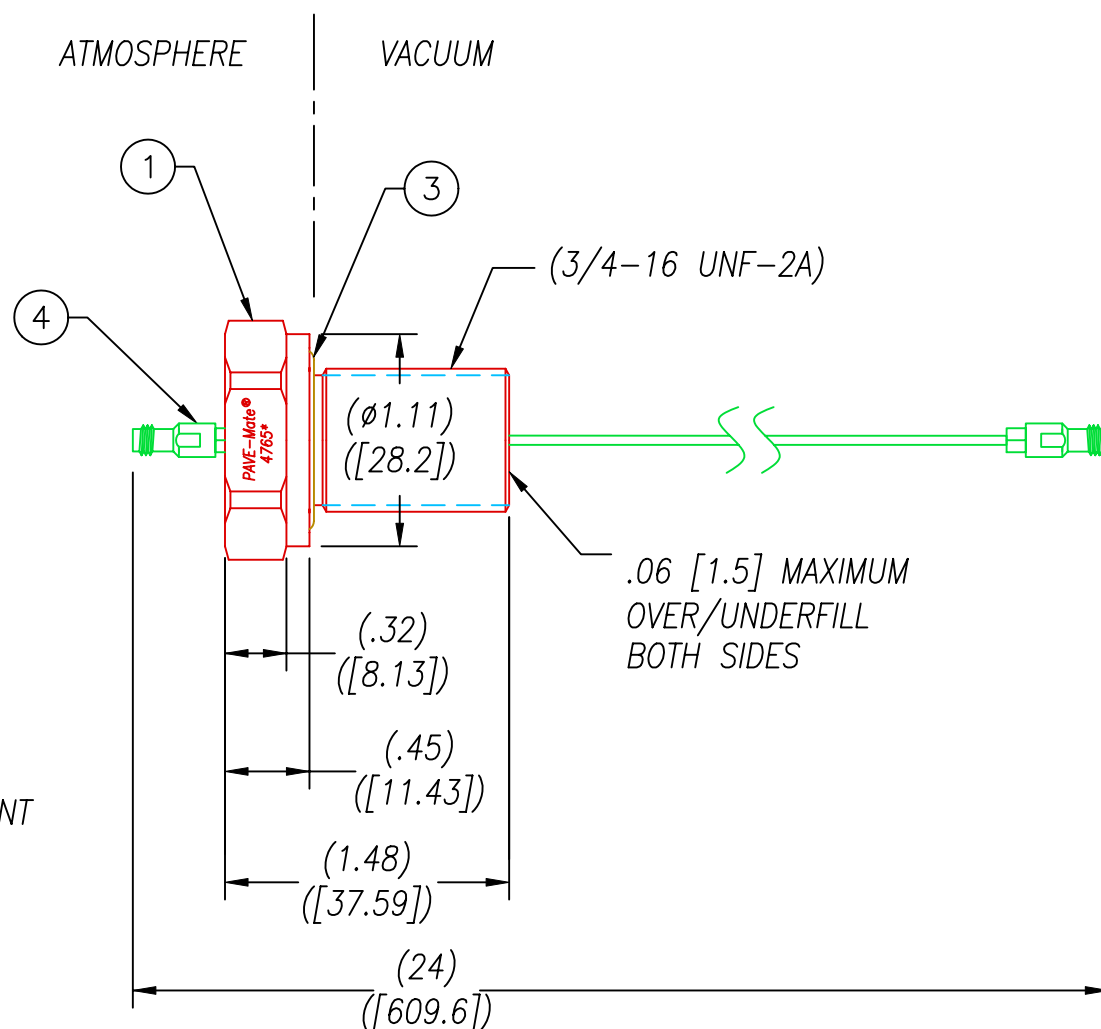 ATMOSPHERE
VACUUM
1
3
(3/4-16 UNF-2A)
4
PAVE-Mate®
4765*
(ø1.11)
([28.2])
.06 [1.5] MAXIMUM
OVER/UNDERFILL
BOTH SIDES
(.32)
([8.13])
(.45)
([11.43])
NT
(1.48)
([37.59])
(24)
([609.6])